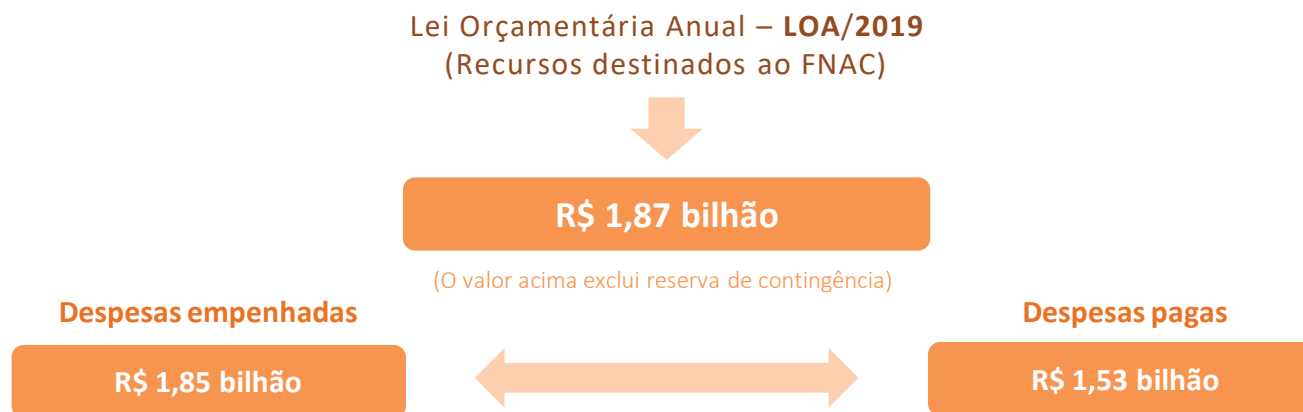 Lei Orçamentária Anual – LOA/2019
(Recursos destinados ao FNAC)
R$ 1,87 bilhão
(O valor acima exclui reserva de contingência)
Despesas empenhadas
Despesas pagas
R$ 1,85 bilhão
R$ 1,53 bilhão